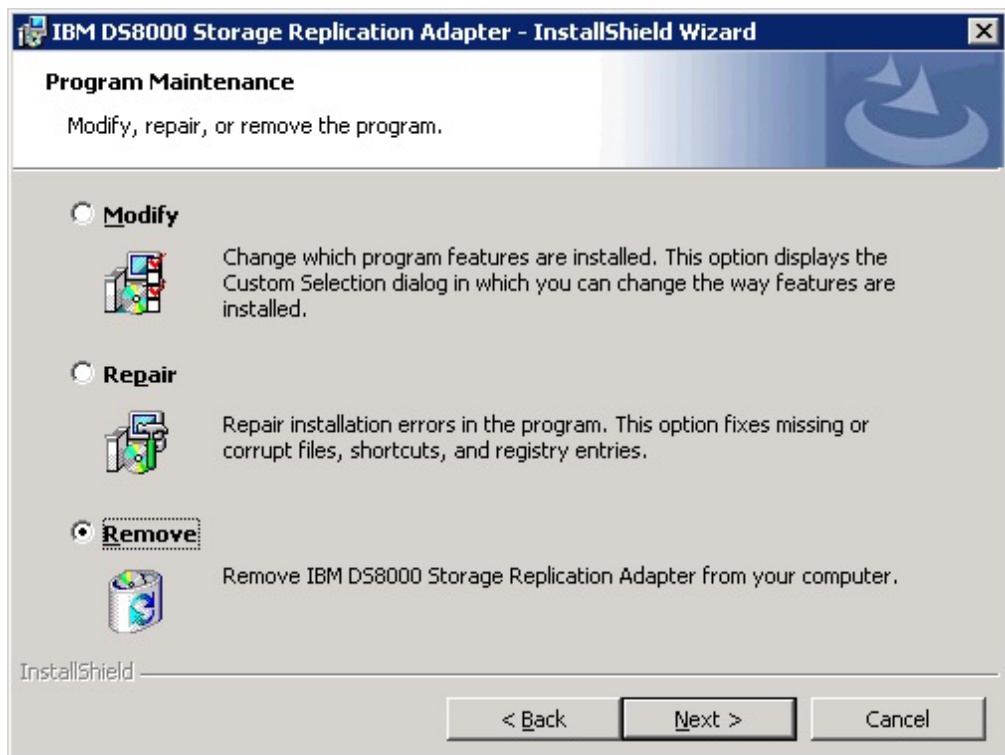 IBM DS8000 Storage Replication Adapter - InstallShield Wizard
Program Maintenance
Modify, repair, or remove the program.
Modify
Change which program features are installed. This option displays the
Custom Selection dialog in which you can change the way features are
installed.
Repair
Repair installation errors in the program. This option fixes missing or
corrupt files, shortcuts, and registry entries.
Remove
Remove IBM DS8000 Storage Replication Adapter from your computer.
InstallShield
< Back
Next >
Cancel